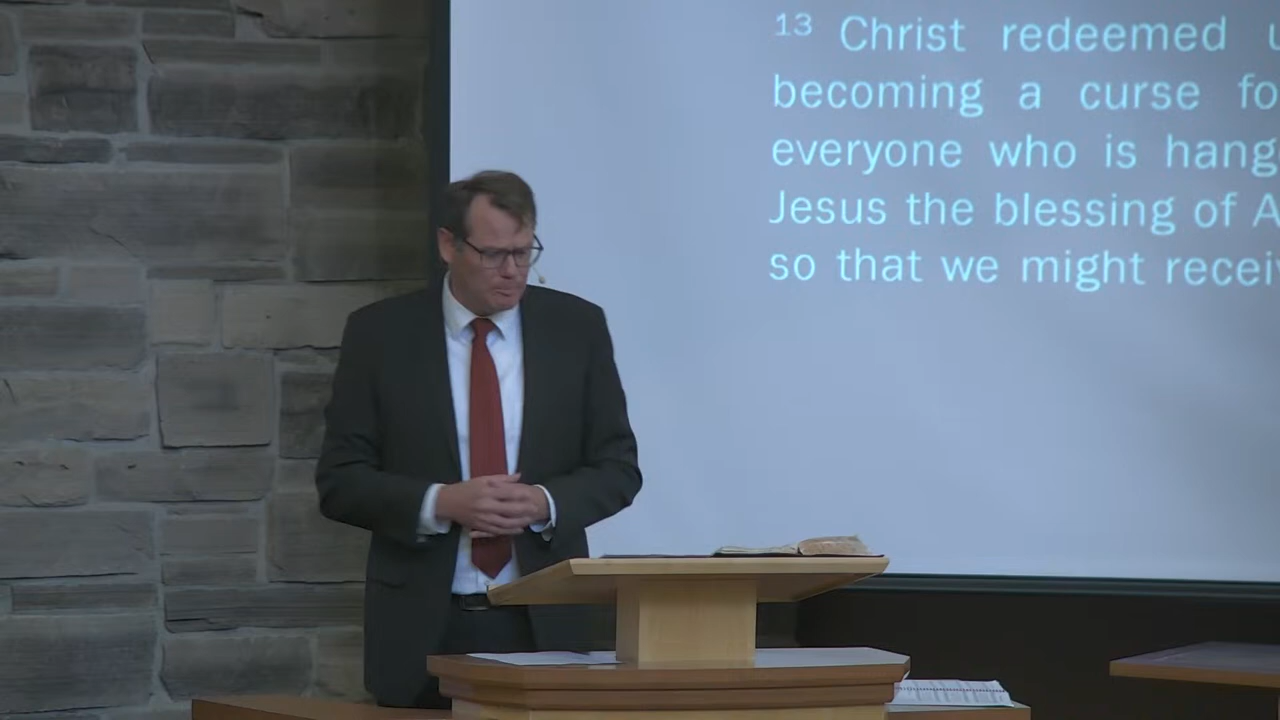 13 Christ redeemed
becoming a curse
everyone who is
Jesus the blessing of
so that we might